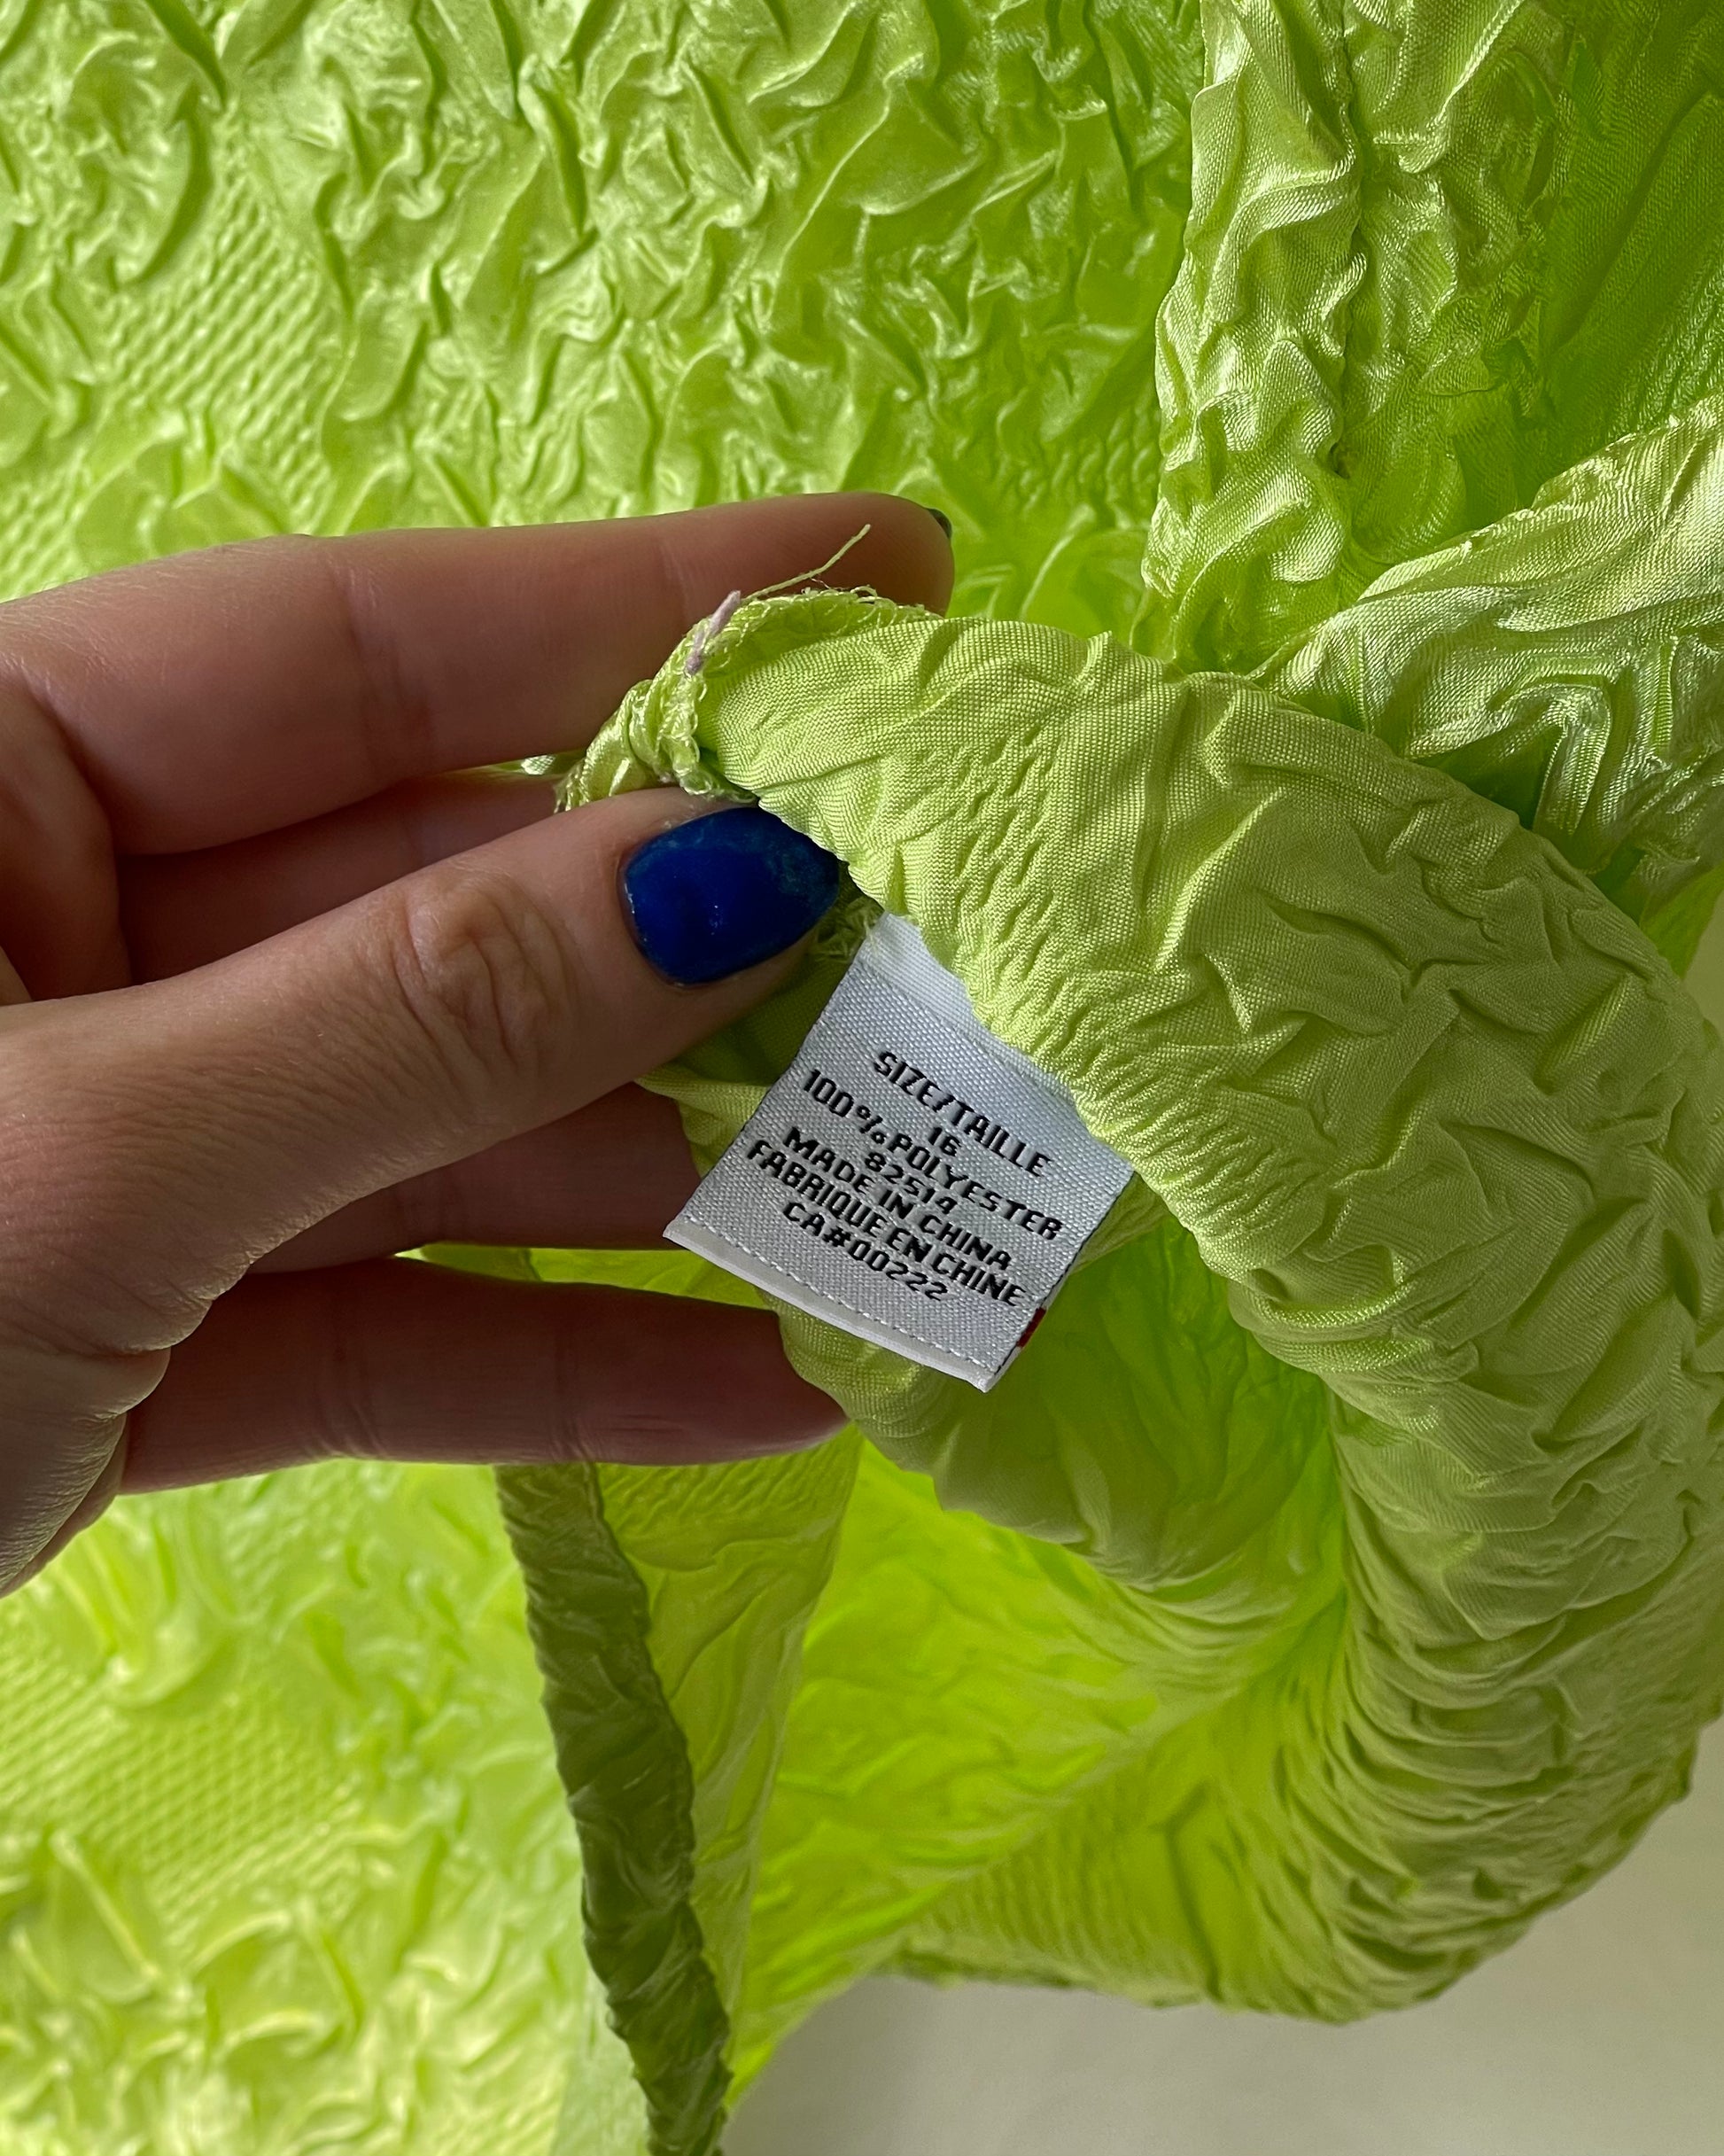 SIZE/TAILLE
16
100%POLYESTER
82514
MADE IN CHINA
FABRIQUE EN CHINE
CA#00222